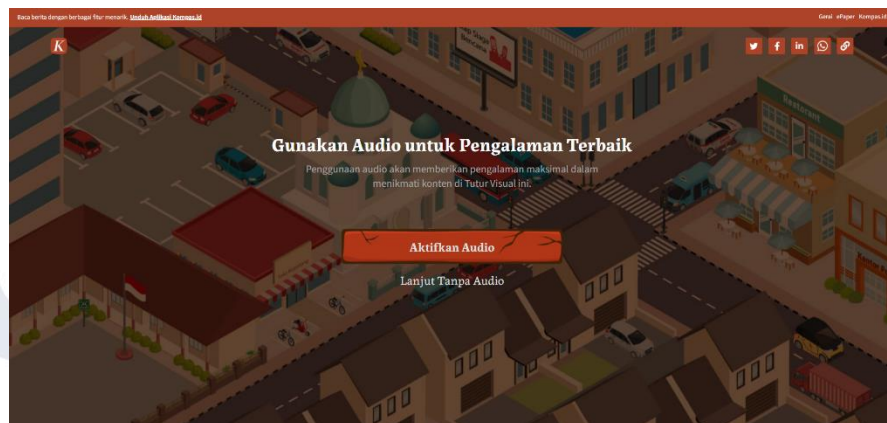 Baca berita dengan berbagai fitur menarik. Unduh Aplikasi Kompas.id
Gerai ePaper Kompas.id
K
Gunakan Audio untuk Pengalaman Terbaik
Penggunaan audio akan memberikan pengalaman maksimal dalam
menikmati konten di Tutur Visual ini.
Aktifkan Audio
Lanjut Tanpa Audio
Restorant